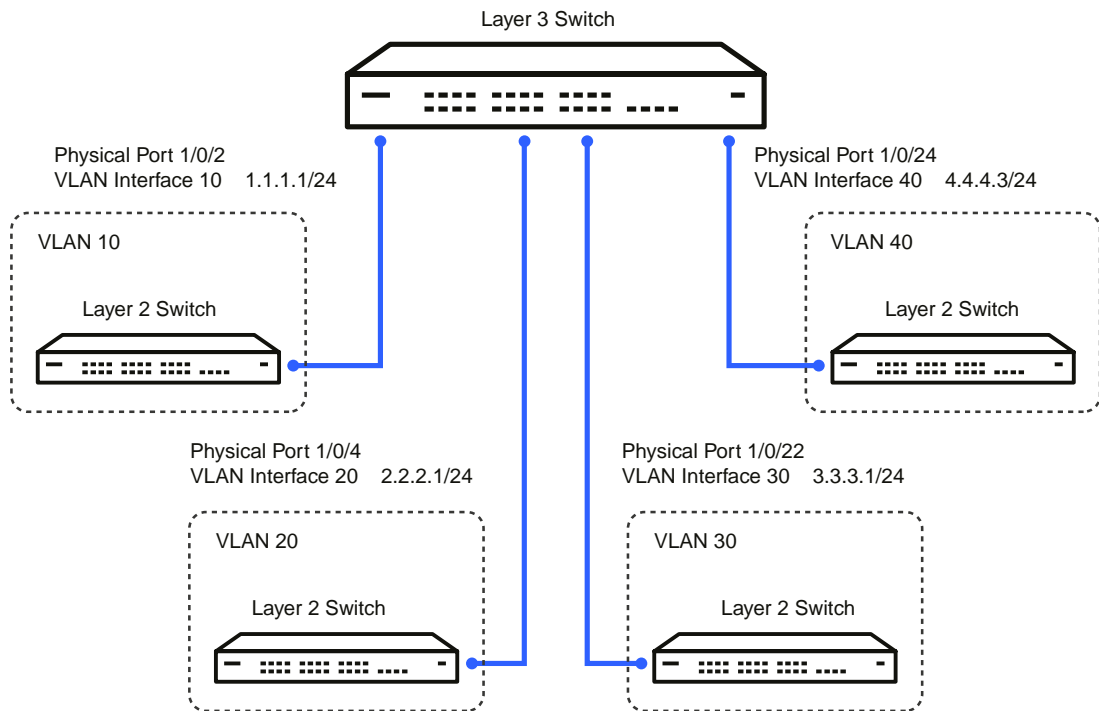 Layer 3 Switch
Physical Port 1/0/2
VLAN Interface 10 1.1.1.1/24
Physical Port 1/0/24
VLAN Interface 40 4.4.4.3/24
VLAN 10
Layer 2 Switch
VLAN 40
Layer 2 Switch
Physical Port 1/0/4
VLAN Interface 20 2.2.2.1/24
Physical Port 1/0/22
VLAN Interface 30 3.3.3.1/24
VLAN 20
Layer 2 Switch
VLAN 30
Layer 2 Switch